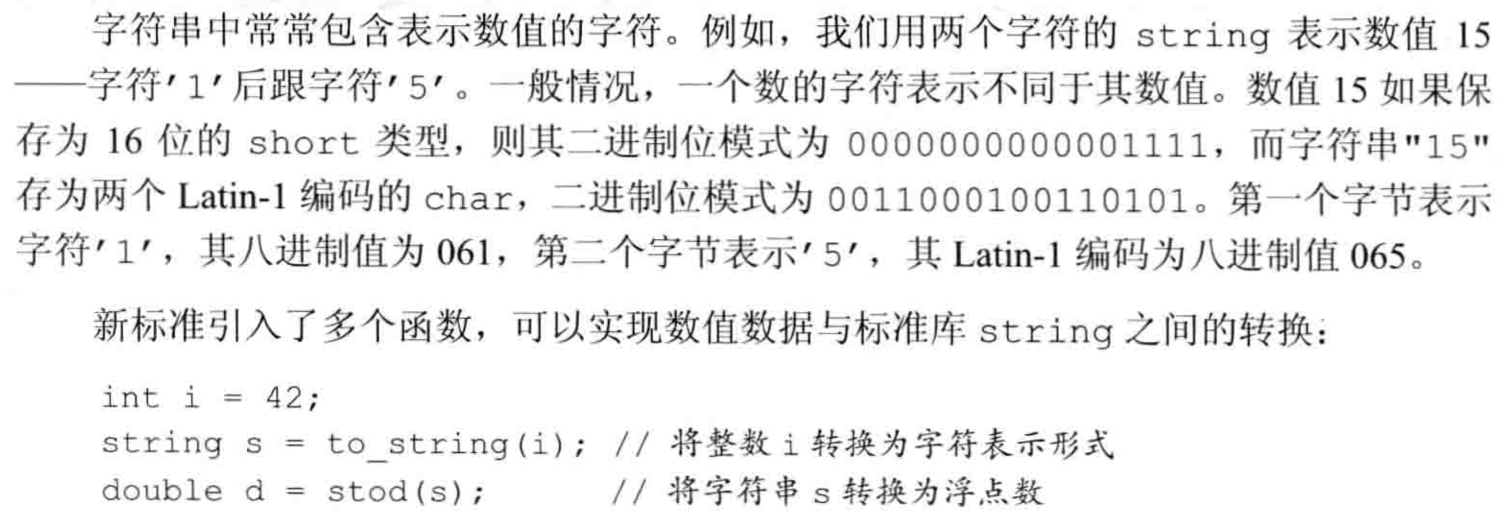 字符串中常常包含表示数值的字符。例如，我们用两个字符的 string 表示数值 15
——字符'1'后跟字符'5'。一般情况，一个数的字符表示不同于其数值。数值 15 如果保
存为 16 位的 short 类型，则其二进制位模式为 0000000000001111，而字符串"15"
存为两个 Latin-1 编码的 char，二进制位模式为 0011000100110101。第一个字节表示
字符'1'，其八进制值为 061，第二个字节表示'5'，其 Latin-1 编码为八进制值 065。
新标准引入了多个函数，可以实现数值数据与标准库 string 之间的转换：
int i = 42;
string s = to_string(i); // 将整数 i 转换为字符表示形式
double d = stod(s); // 将字符串 s 转换为浮点数